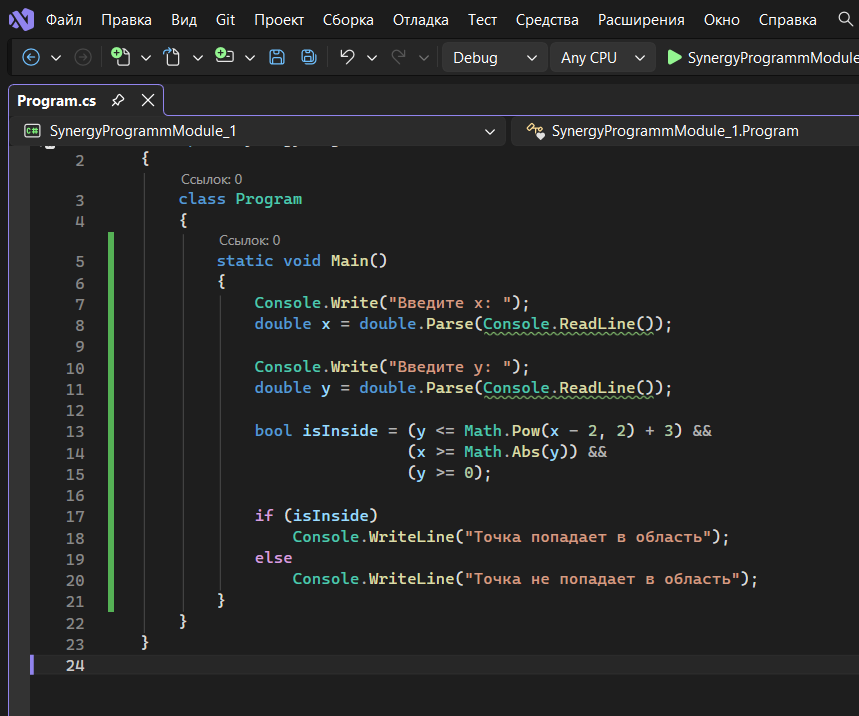 Файл Правка Вид Git Проект Сборка Отладка Тест Средства Расширения Окно Справка
Debug Any CPU SynergyProgrammModule
Program.cs
C# SynergyProgrammModule_1 SynergyProgrammModule_1.Program
2 {
Ссылок: 0
3 class Program
4 {
Ссылок: 0
5 static void Main()
6 {
7 Console.Write("Введите x: ");
8 double x = double.Parse(Console.ReadLine());
9
10 Console.Write("Введите y: ");
11 double y = double.Parse(Console.ReadLine());
12
13 bool isInside = (y <= Math.Pow(x - 2, 2) + 3) &&
14 (x >= Math.Abs(y)) &&
15 (y >= 0);
16
17 if (isInside)
18 Console.WriteLine("Точка попадает в область");
19 else
20 Console.WriteLine("Точка не попадает в область");
21 }
22 }
23 }
24